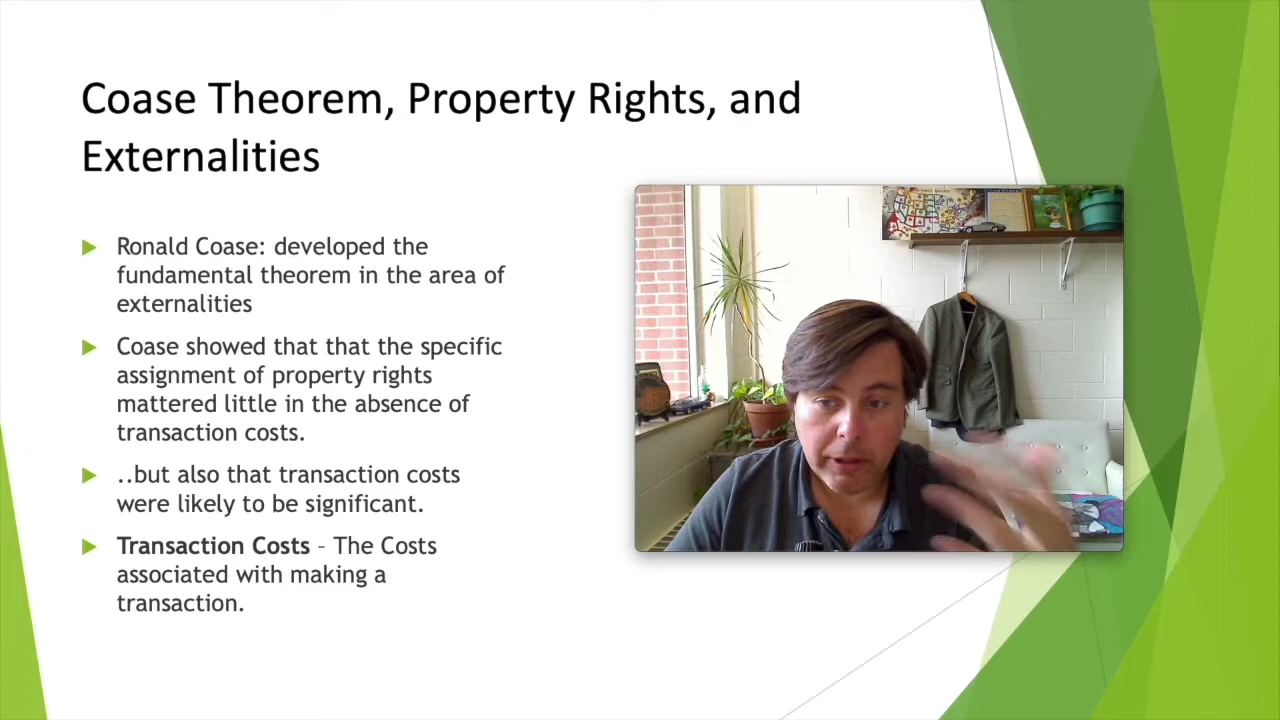 Coase Theorem, Property Rights, and
Externalities
Ronald Coase: developed the
fundamental theorem in the area of
externalities
Coase showed that that the specific
assignment of property rights
mattered little in the absence of
transaction costs.
..but also that transaction costs
were likely to be significant.
Transaction Costs – The Costs
associated with making a
transaction.